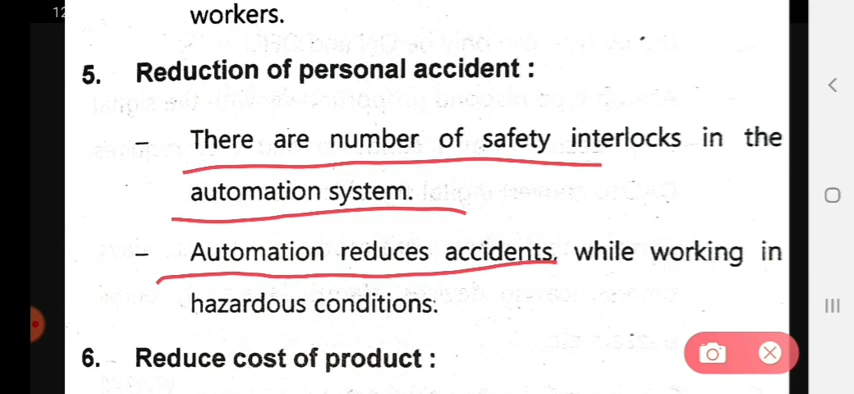 12
workers.
5. Reduction of personal accident :
– There are number of safety interlocks in the
automation system.
– Automation reduces accidents, while working in
hazardous conditions.
6. Reduce cost of product :